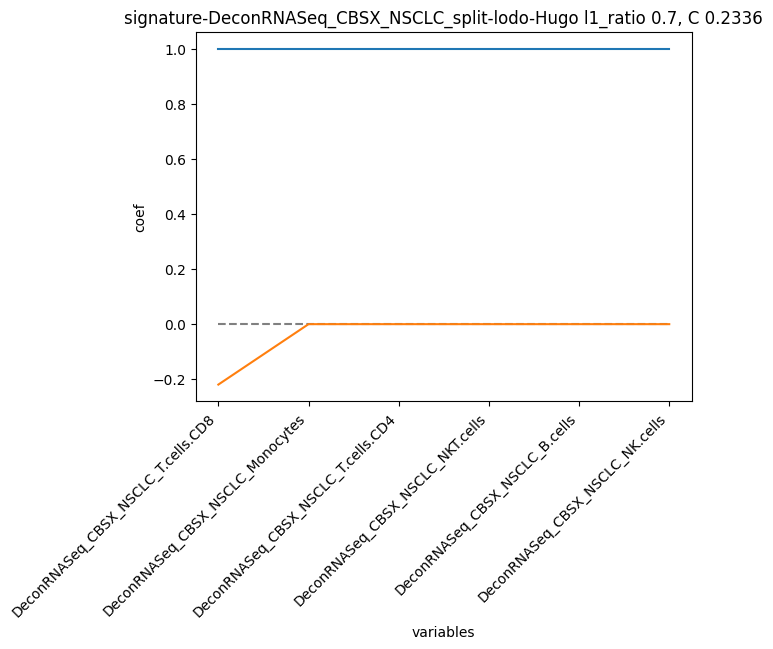 signature-DeconRNASeq_CBSX_NSCLC_split-lodo-Hugo l1_ratio 0.7, C 0.2336
1.0
0.8
0.6
0.4
0.2
0.0
−0.2
coef
DeconRNASeq_CBSX_NSCLC_T.cells.CD8
DeconRNASeq_CBSX_NSCLC_Monocytes
DeconRNASeq_CBSX_NSCLC_T.cells.CD4
DeconRNASeq_CBSX_NSCLC_NKT.cells
DeconRNASeq_CBSX_NSCLC_B.cells
DeconRNASeq_CBSX_NSCLC_NK.cells
variables